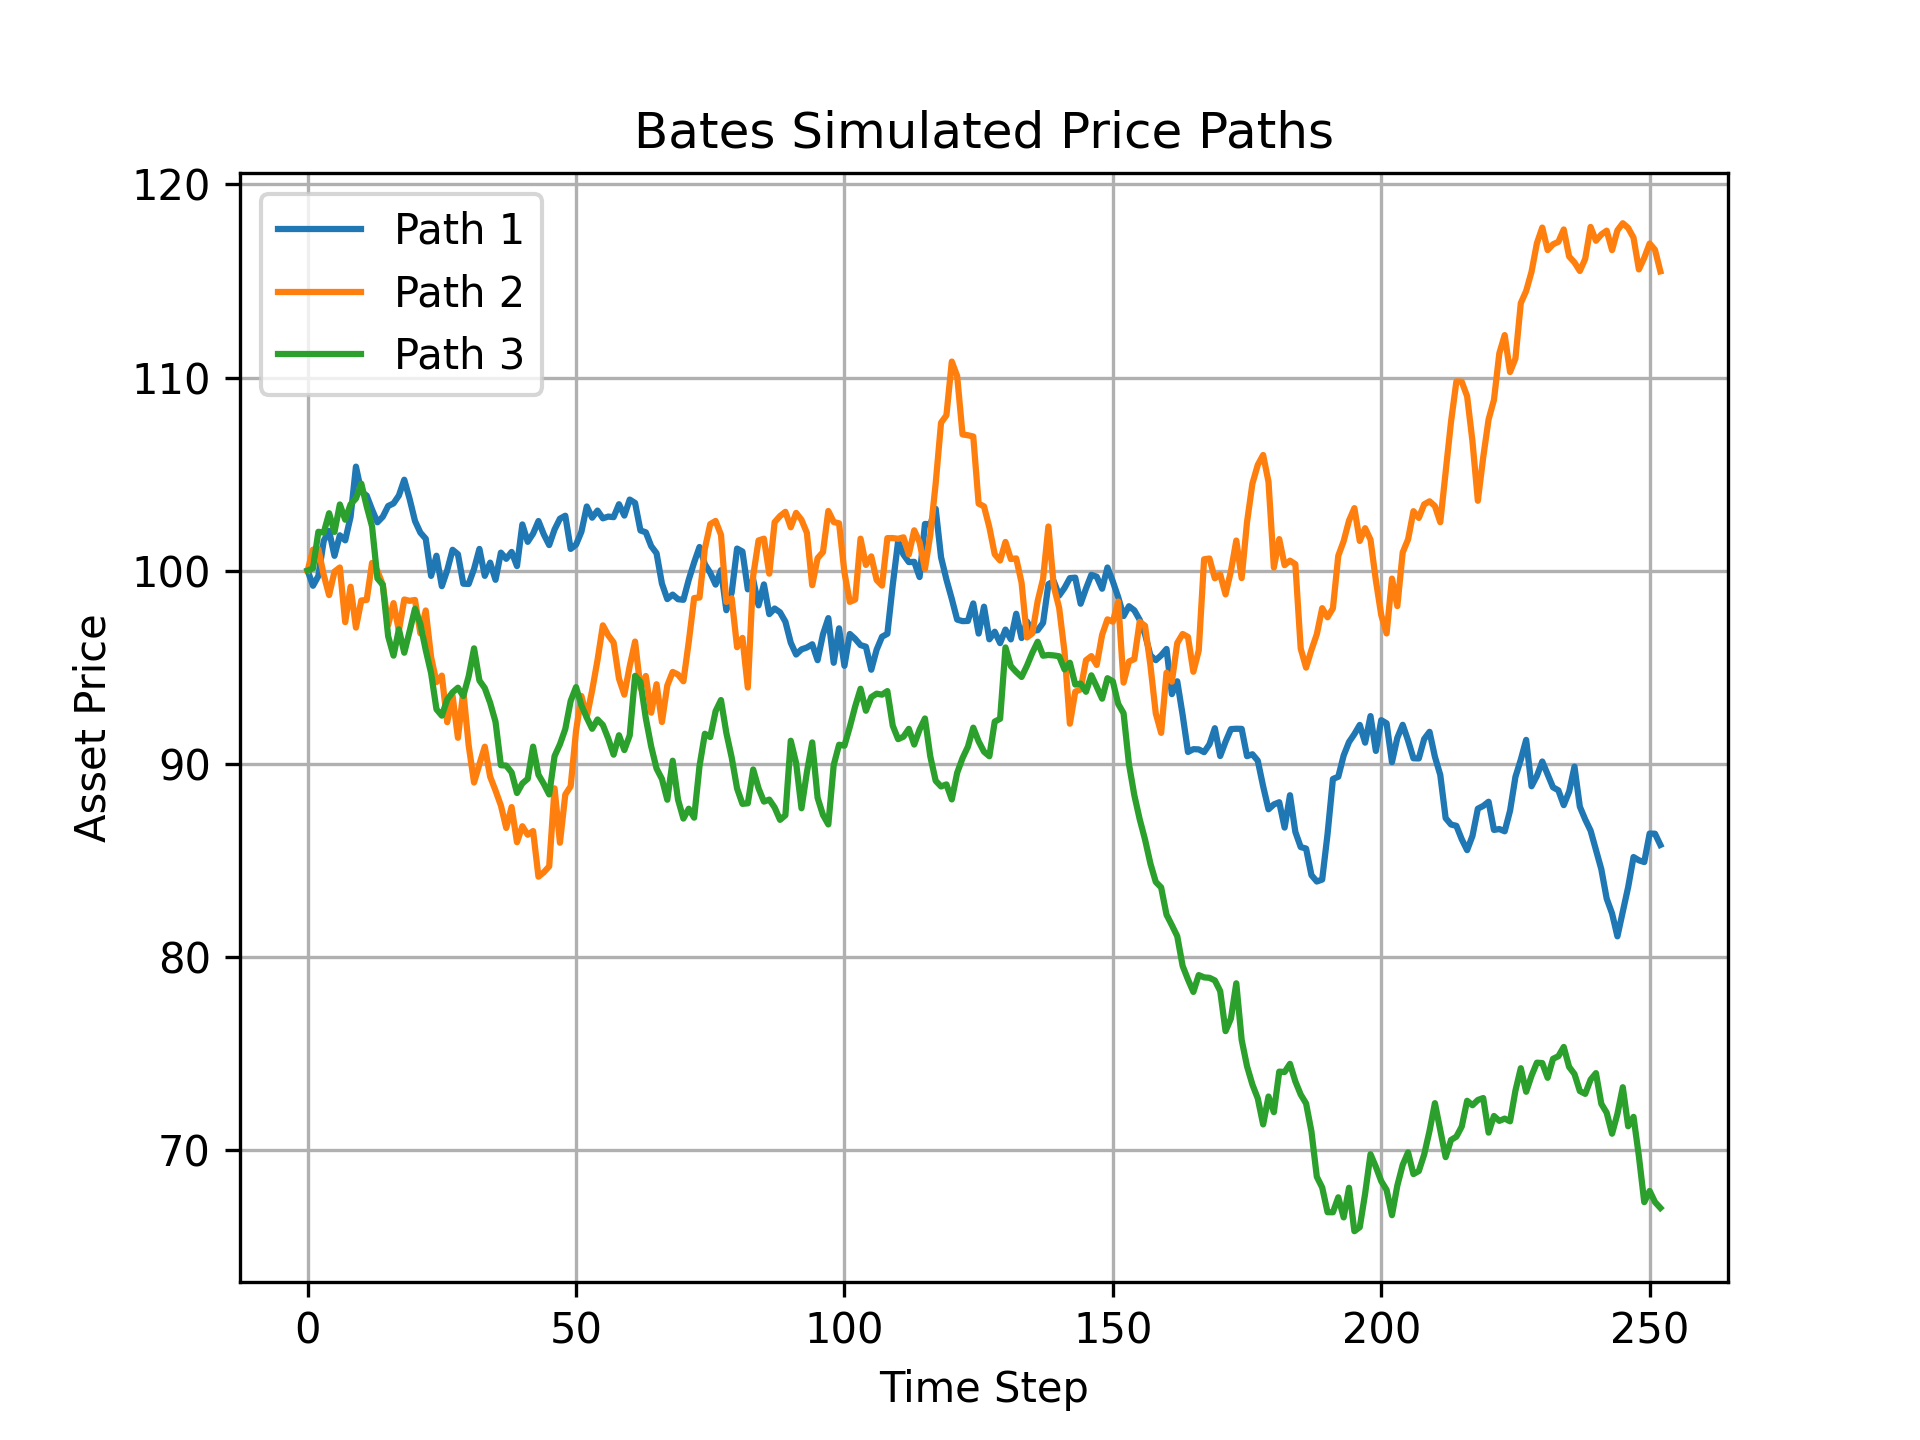 Bates Simulated Price Paths
120
110
100
90
80
70
Asset Price
Path 1
Path 2
Path 3
0 50 100 150 200 250
Time Step